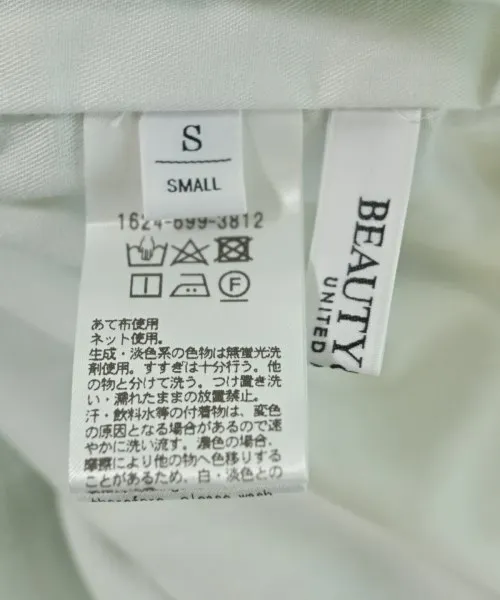 S
SMALL
1624-699-3812
F
あて布使用
ネット使用。
生成・淡色系の色物は無蛍光洗
剤使用。すすぎは十分行う。他
の物と分けて洗う。つけ置き洗
い・濡れたままの放置禁止。
汗・飲料水等の付着物は、変色
の原因となる場合があるので速
やかに洗い流す。濃色の場合、
摩擦により他の物へ色移りする
ことがあるため、白・淡色との
please wash
BEAUTY&
UNITED